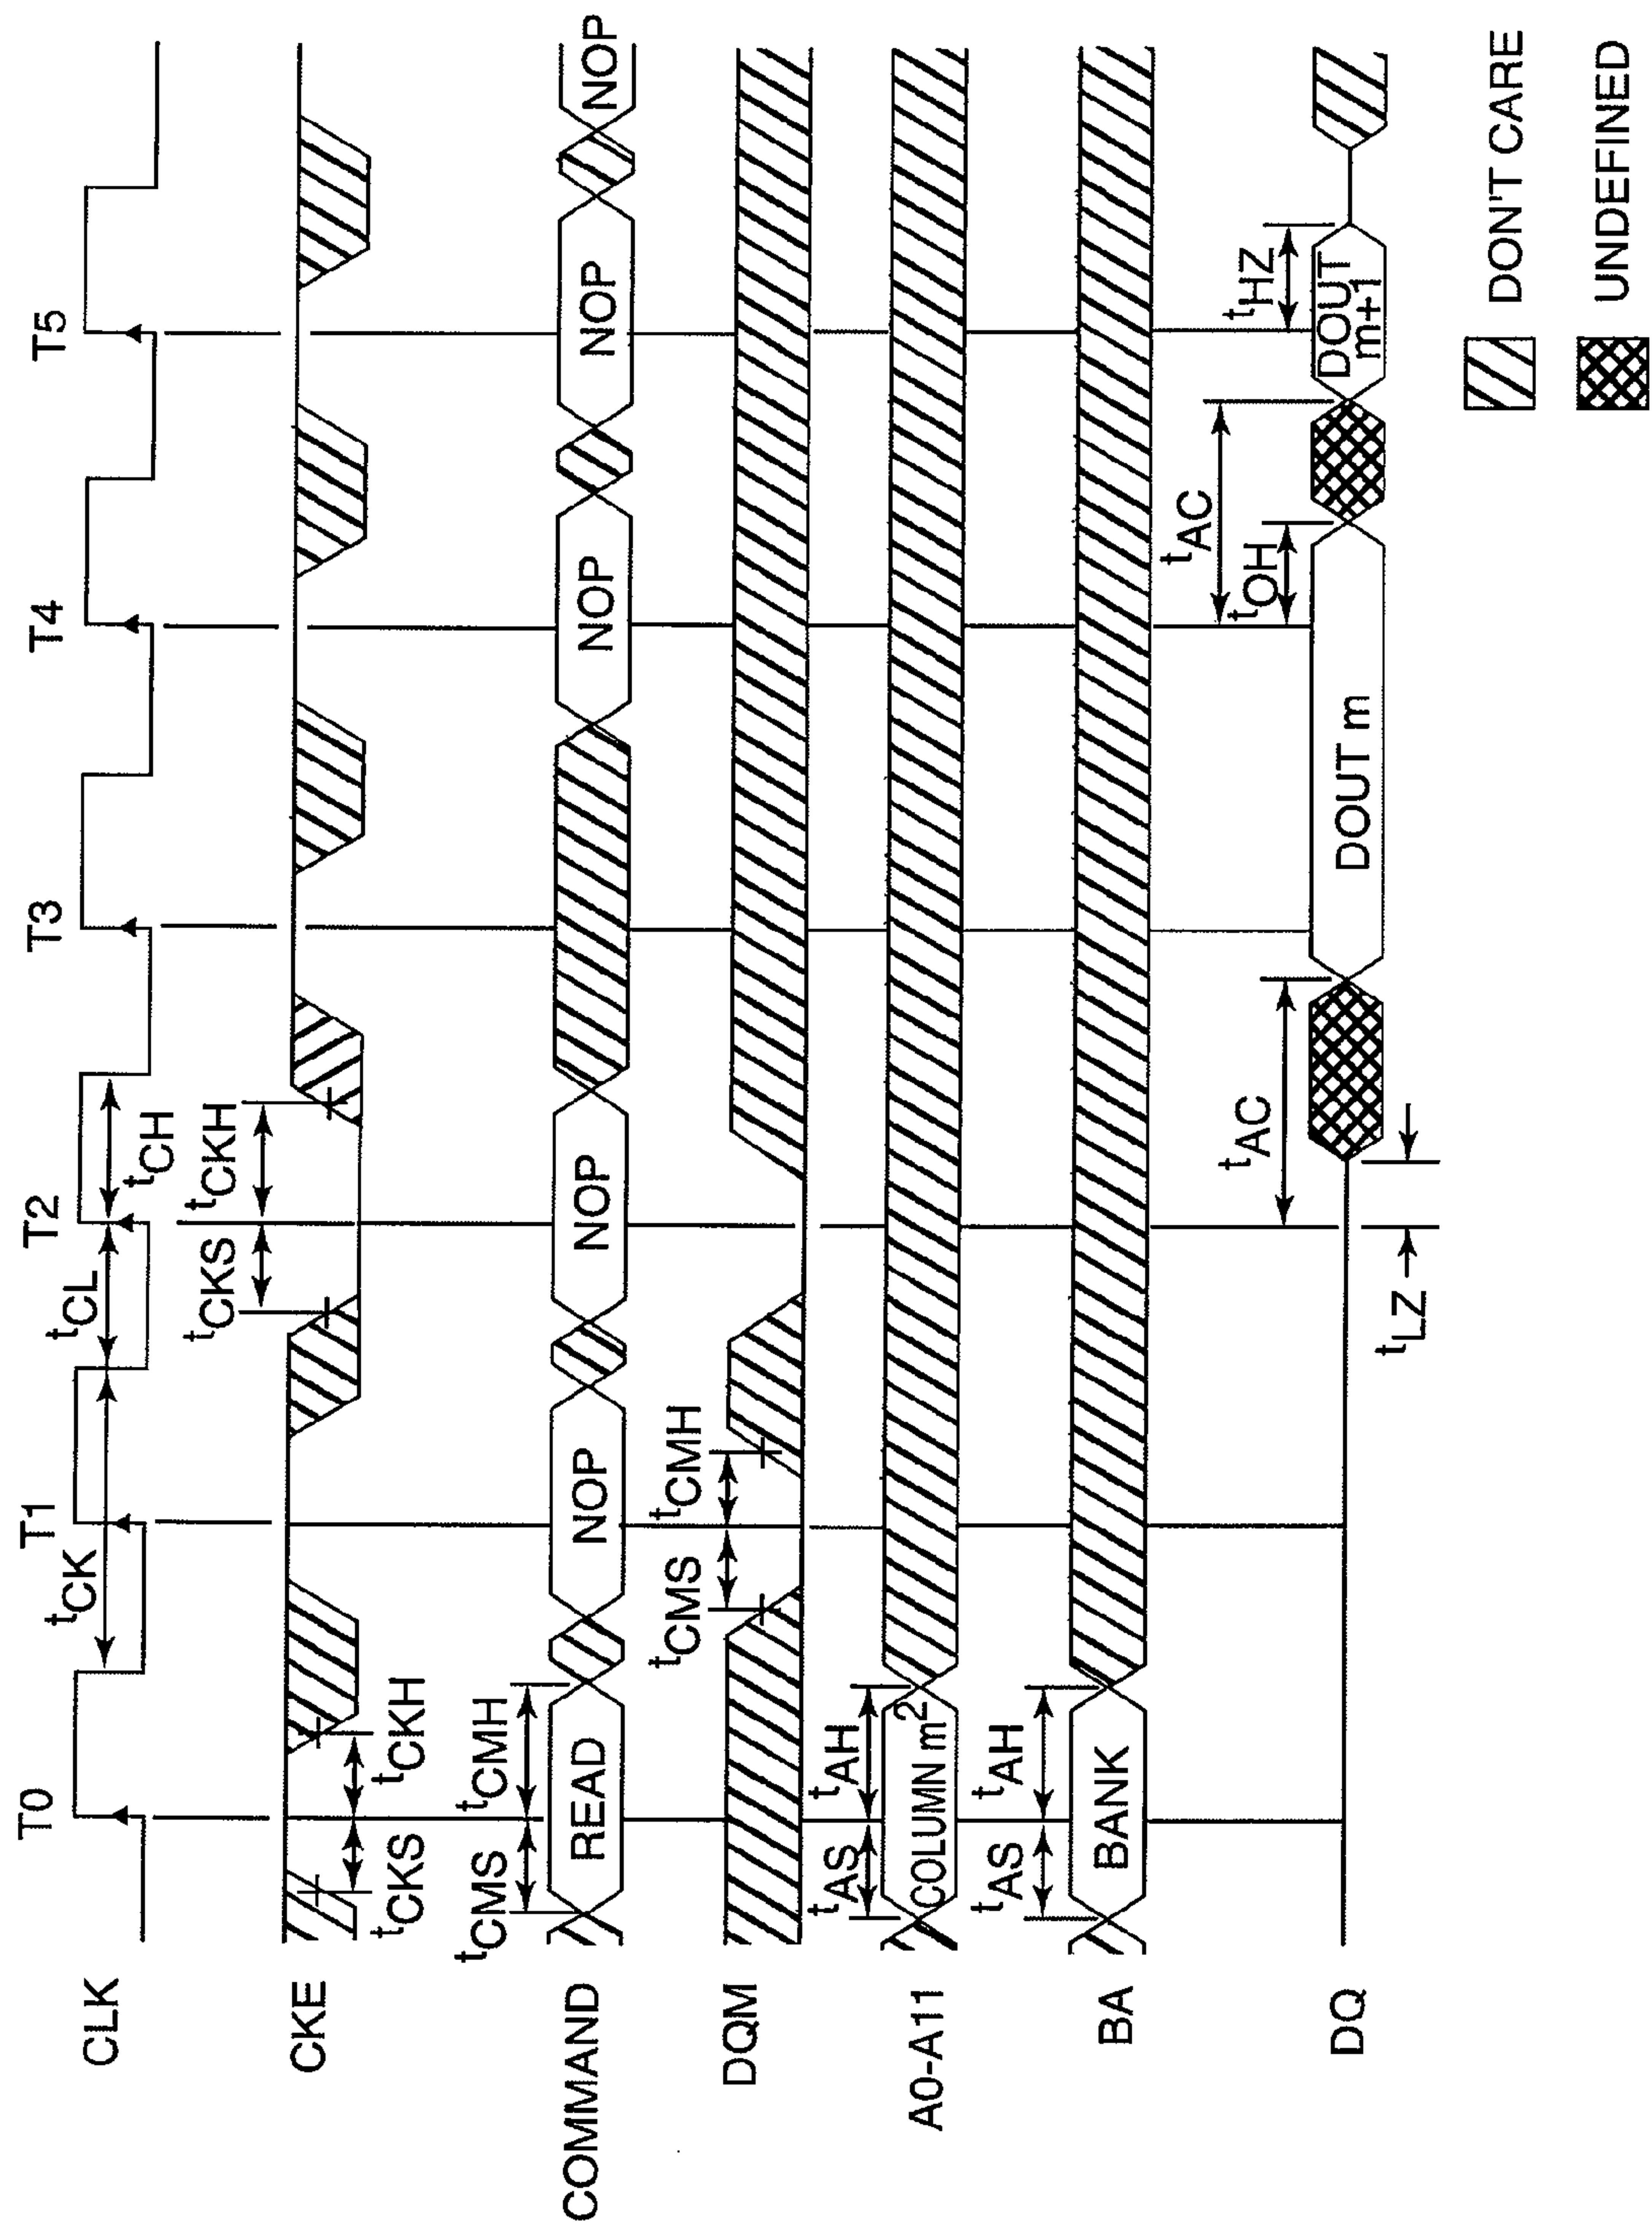 T0 T1 T2 T3 T4 T5
CLK
tCK tCL tCH
CKE
tCKS tCKH tCKS tCKH
COMMAND
READ NOP NOP NOP NOP NOP
tCMS tCMH
DQM
tCMS tCMH
A0-A11
COLUMN m2
tAS tAH
BA
BANK
tAS tAH
DQ
DOUT m
DOUT
m+1
tLZ tAC tOH tAC tHZ
DON'T CARE
UNDEFINED